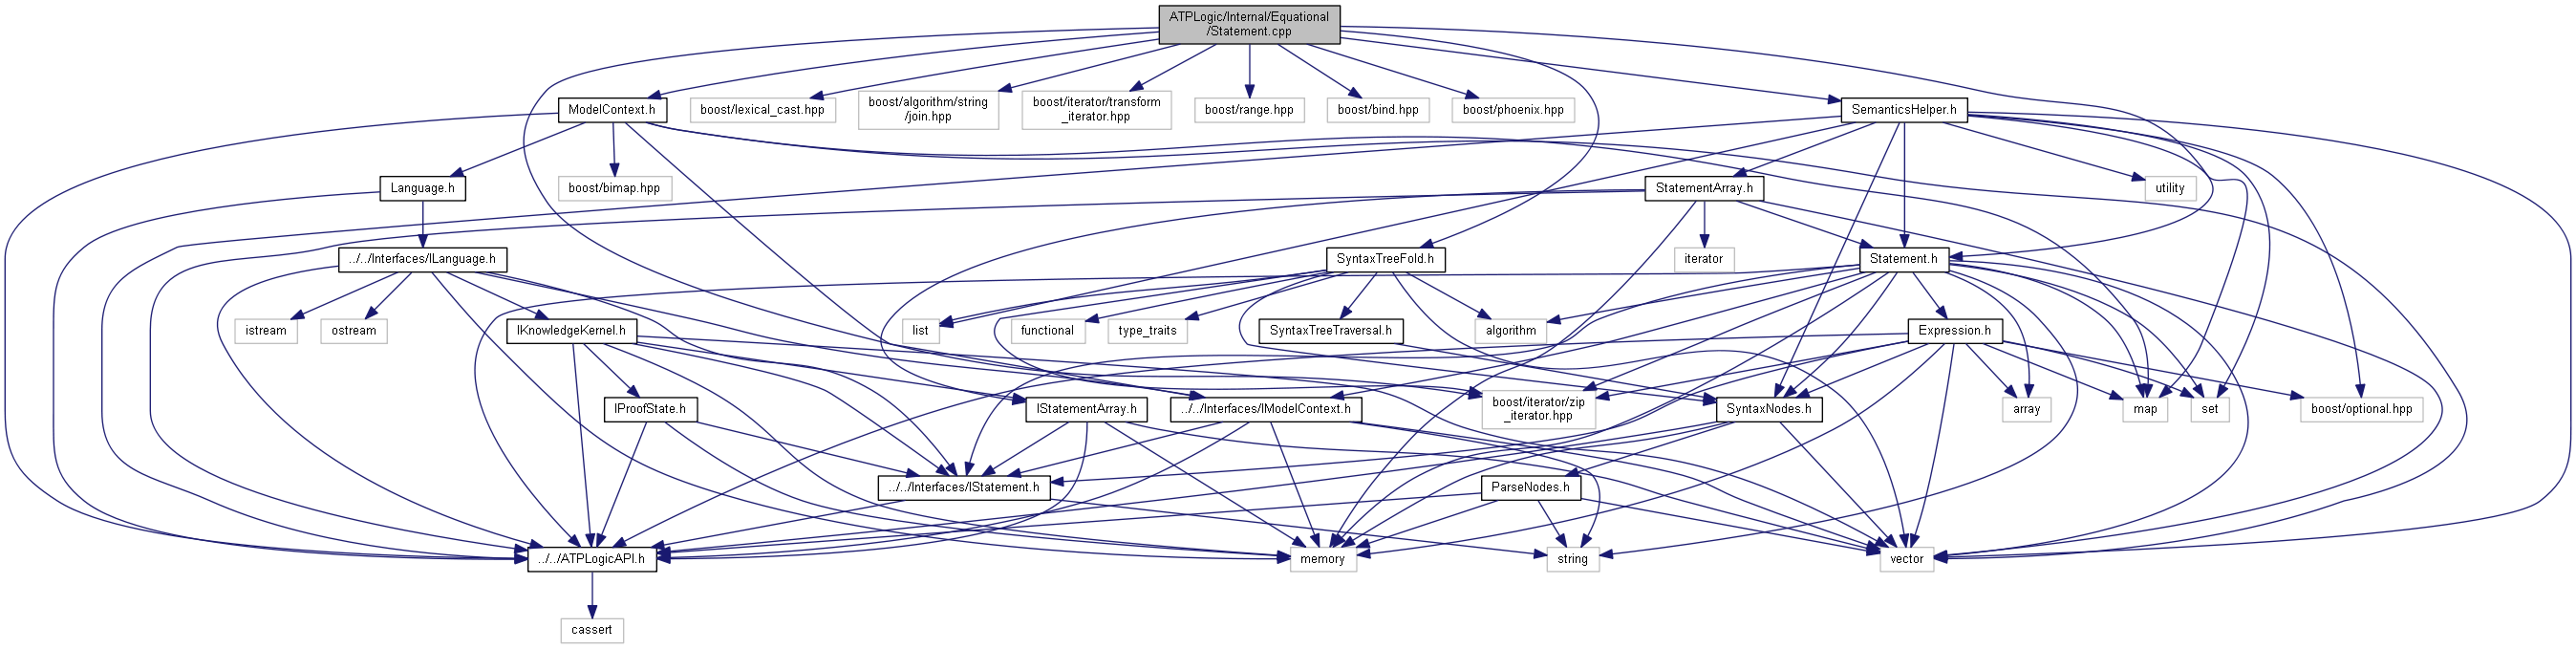 ATPLogic/Internal/Equational
/Statement.cpp
ModelContext.h
boost/lexical_cast.hpp
boost/algorithm/string
/join.hpp
boost/iterator/transform
_iterator.hpp
boost/range.hpp
boost/bind.hpp
boost/phoenix.hpp
SemanticsHelper.h
Language.h
boost/bimap.hpp
StatementArray.h
utility
../../Interfaces/ILanguage.h
SyntaxTreeFold.h
iterator
Statement.h
istream
ostream
IKnowledgeKernel.h
list
functional
type_traits
SyntaxTreeTraversal.h
algorithm
Expression.h
IProofState.h
IStatementArray.h
../../Interfaces/IModelContext.h
boost/iterator/zip
_iterator.hpp
SyntaxNodes.h
array
map
set
boost/optional.hpp
../../Interfaces/IStatement.h
ParseNodes.h
../../ATPLogicAPI.h
memory
string
vector
cassert